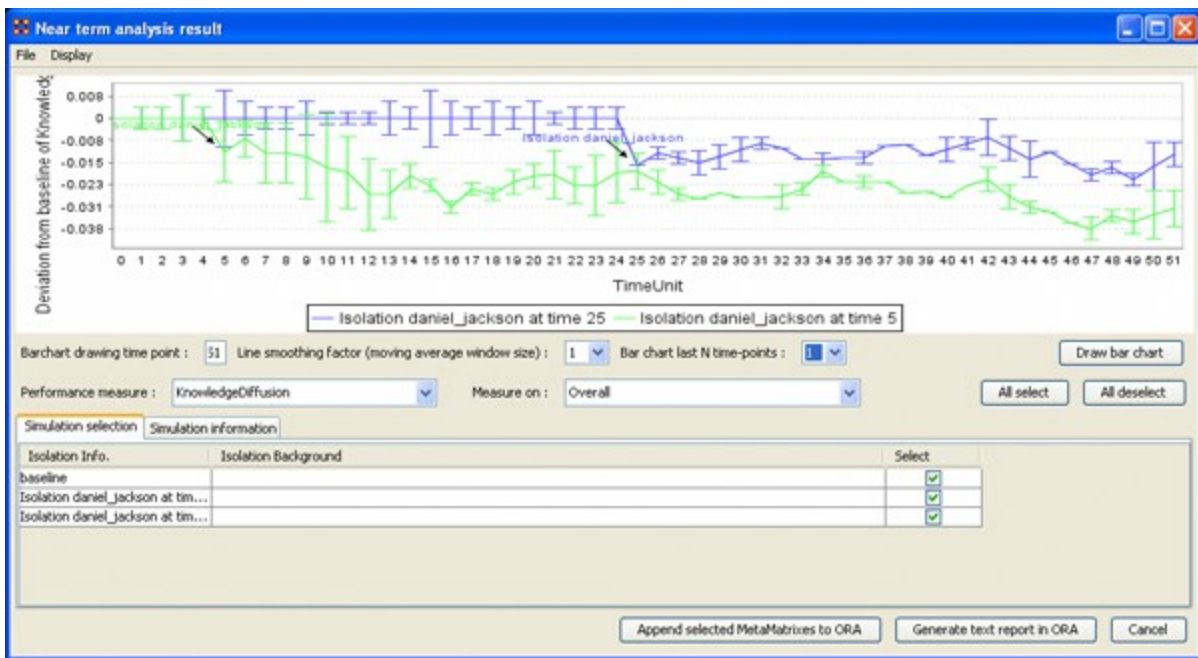 Near term analysis result
File Display
Deviation from baseline of Knowledg
0.008
0
-0.008
-0.015
-0.023
-0.031
-0.038
Isolation daniel_jackson
Isolation daniel_jackson
0 1 2 3 4 5 6 7 8 9 10 11 12 13 14 15 16 17 18 19 20 21 22 23 24 25 26 27 28 29 30 31 32 33 34 35 36 37 38 39 40 41 42 43 44 45 46 47 48 49 50 51
TimeUnit
Isolation daniel_jackson at time 25 Isolation daniel_jackson at time 5
Barchart drawing time point : 51 Line smoothing factor (moving average window size) : 1 Bar chart last N time-points : 1 Draw bar chart
Performance measure : KnowledgeDiffusion Measure on : Overall All select All deselect
Simulation selection Simulation information
Isolation Info. Isolation Background Select
baseline
Isolation daniel_jackson at tim...
Isolation daniel_jackson at tim...
Append selected MetaMatrixes to ORA Generate text report in ORA Cancel